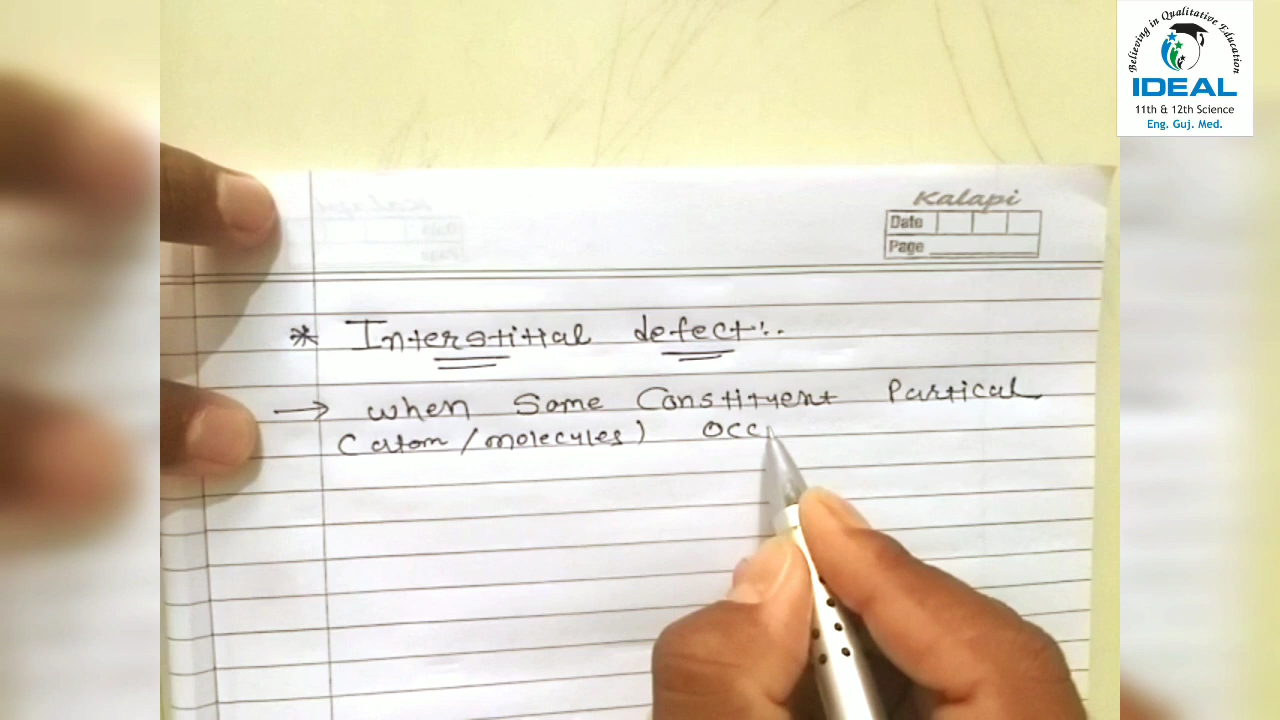 Believing in Qualitative Education
IDEAL
11th & 12th Science
Eng. Guj. Med.
Kalapi
Date
Page
* Interstitial defect:.
→ when Some Constituent Partical
(atom/molecules) occ